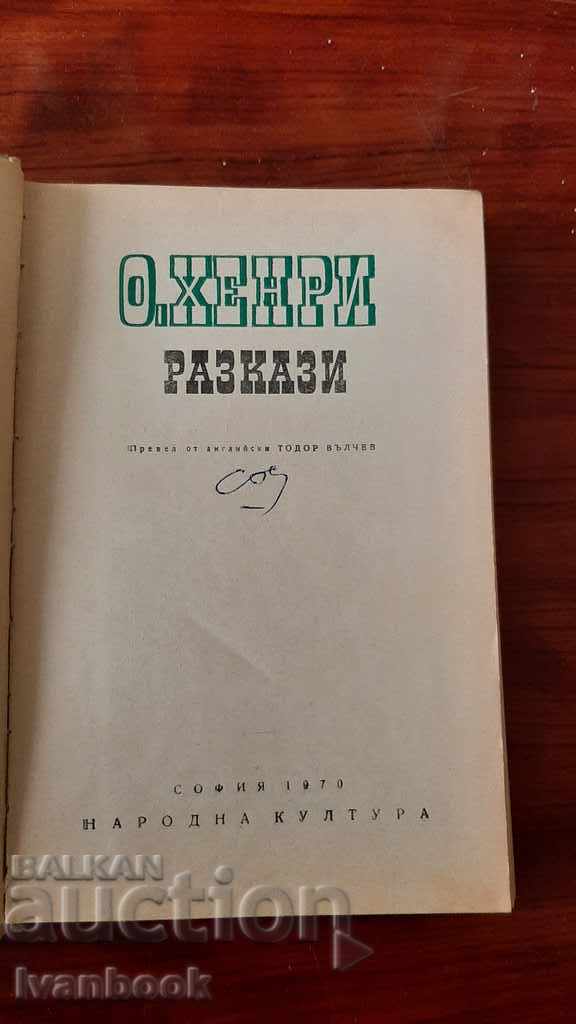 О. ХЕНРИ
РАЗКАЗИ
Превел от английски ТОДОР ВЪЛЧЕВ
СОФИЯ 1970
НАРОДНА КУЛТУРА
BALKAN
auction
Ivanbook